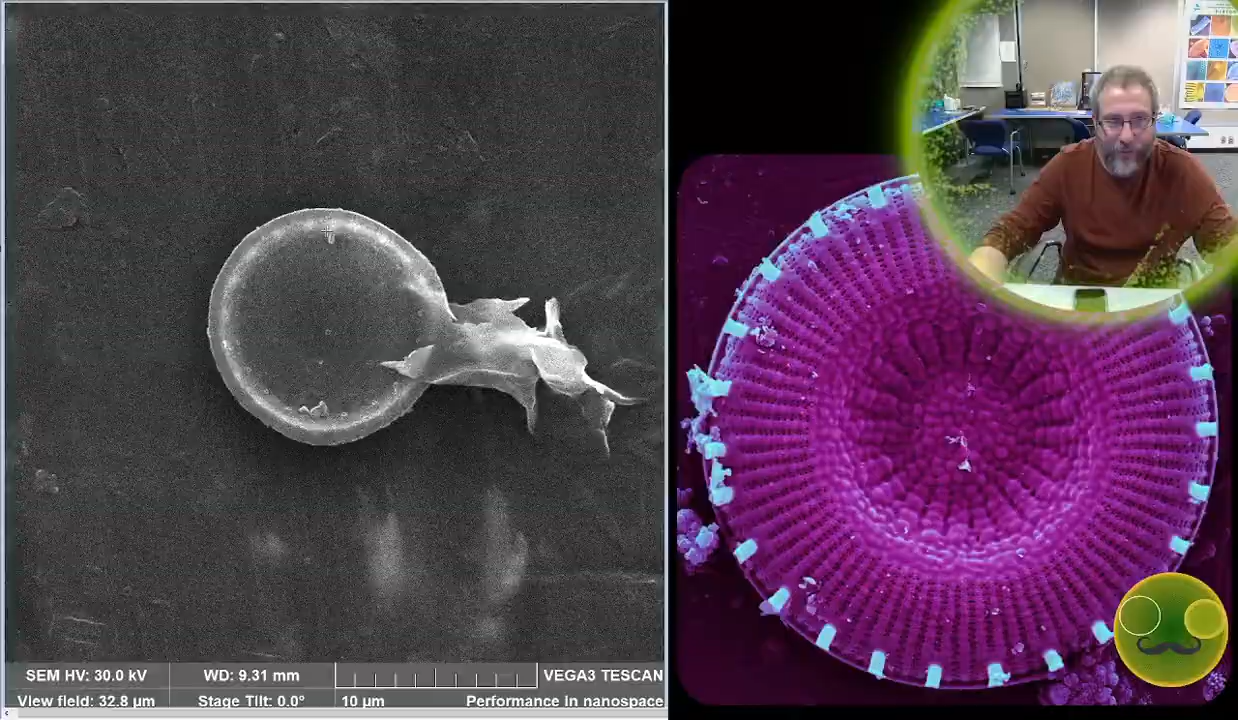 SEM HV: 30.0 kV WD: 9.31 mm VEGA3 TESCAN
View field: 32.8 µm Stage Tilt: 0.0° 10 µm Performance in nanospace